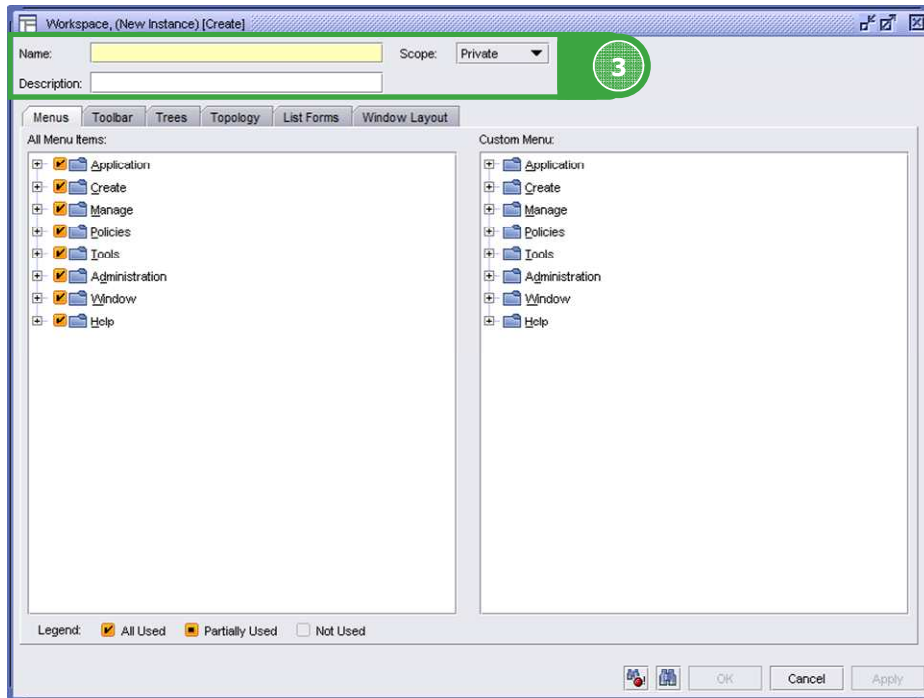 Workspace, (New Instance) [Create]
Name: Scope: Private
3
Description:
Menus Toolbar Trees Topology List Forms Window Layout
All Menu Items: Custom Menu:
Application Application
Create Create
Manage Manage
Policies Policies
Tools Tools
Administration Administration
Window Window
Help Help
Legend: All Used Partially Used Not Used
OK Cancel Apply